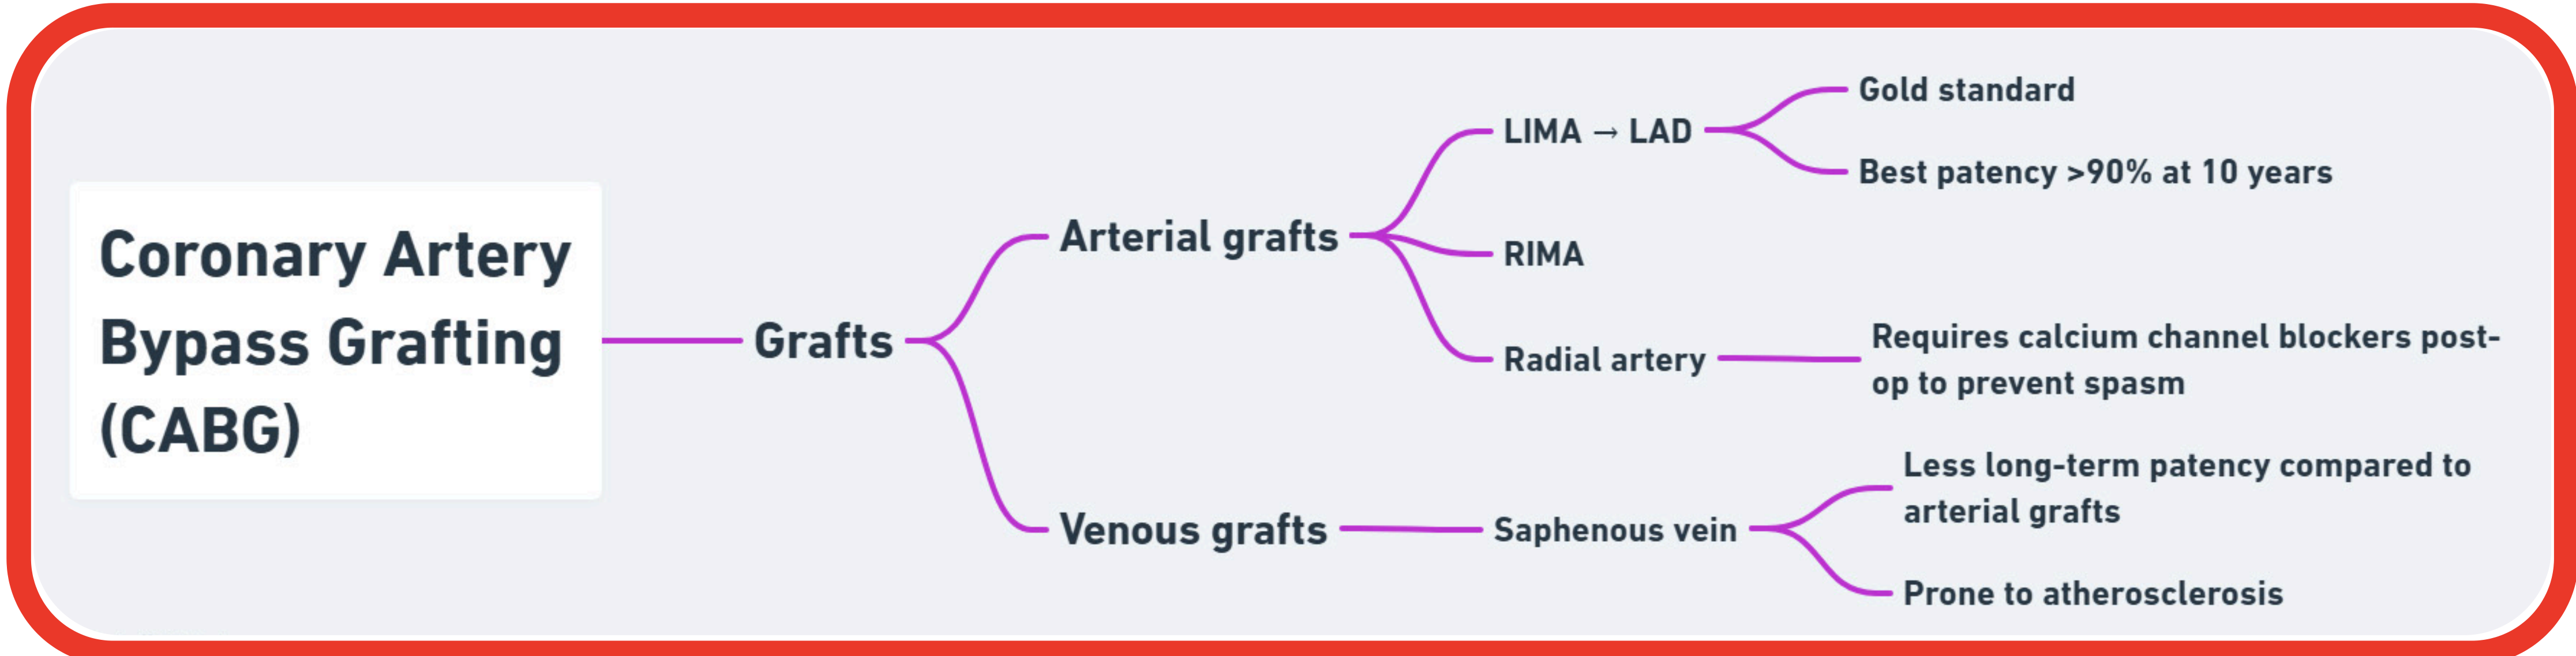 Coronary Artery
Bypass Grafting
(CABG)
Grafts
Arterial grafts
LIMA → LAD
Gold standard
Best patency >90% at 10 years
RIMA
Radial artery
Requires calcium channel blockers post-
op to prevent spasm
Venous grafts
Saphenous vein
Less long-term patency compared to
arterial grafts
Prone to atherosclerosis